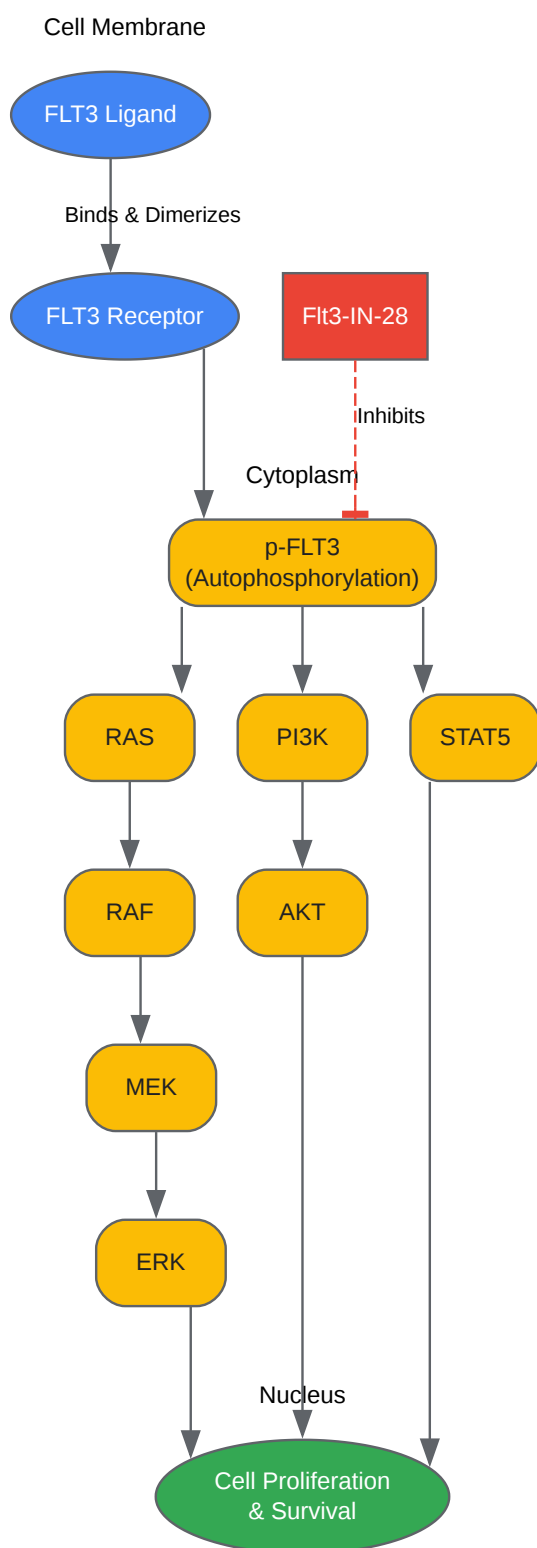 Cell Membrane
FLT3 Ligand
Binds & Dimerizes
FLT3 Receptor
Flt3-IN-28
Inhibits
Cytoplasm
p-FLT3
(Autophosphorylation)
RAS
PI3K
STAT5
RAF
AKT
MEK
ERK
Nucleus
Cell Proliferation
& Survival